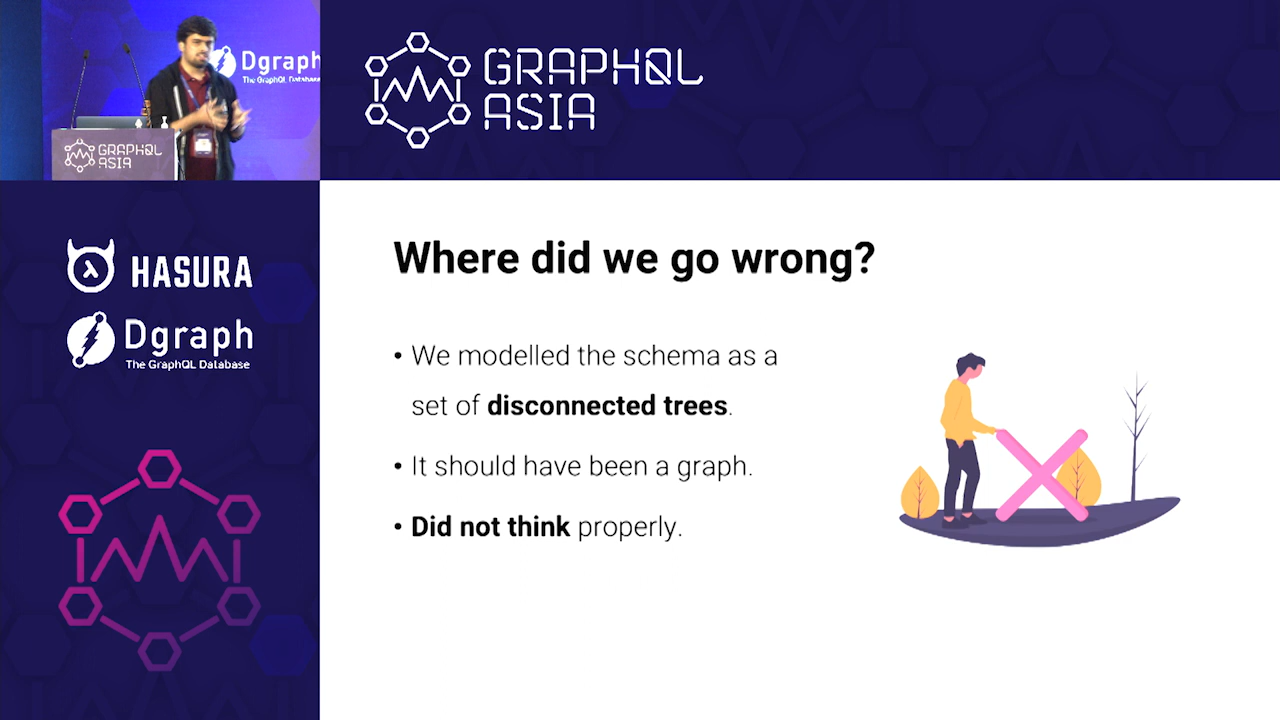 Dgraph
The GraphQL Database
GRAPHQL
ASIA
GRAPHQL
ASIA
HASURA
Dgraph
The GraphQL Database
Where did we go wrong?
• We modelled the schema as a
set of disconnected trees.
• It should have been a graph.
• Did not think properly.